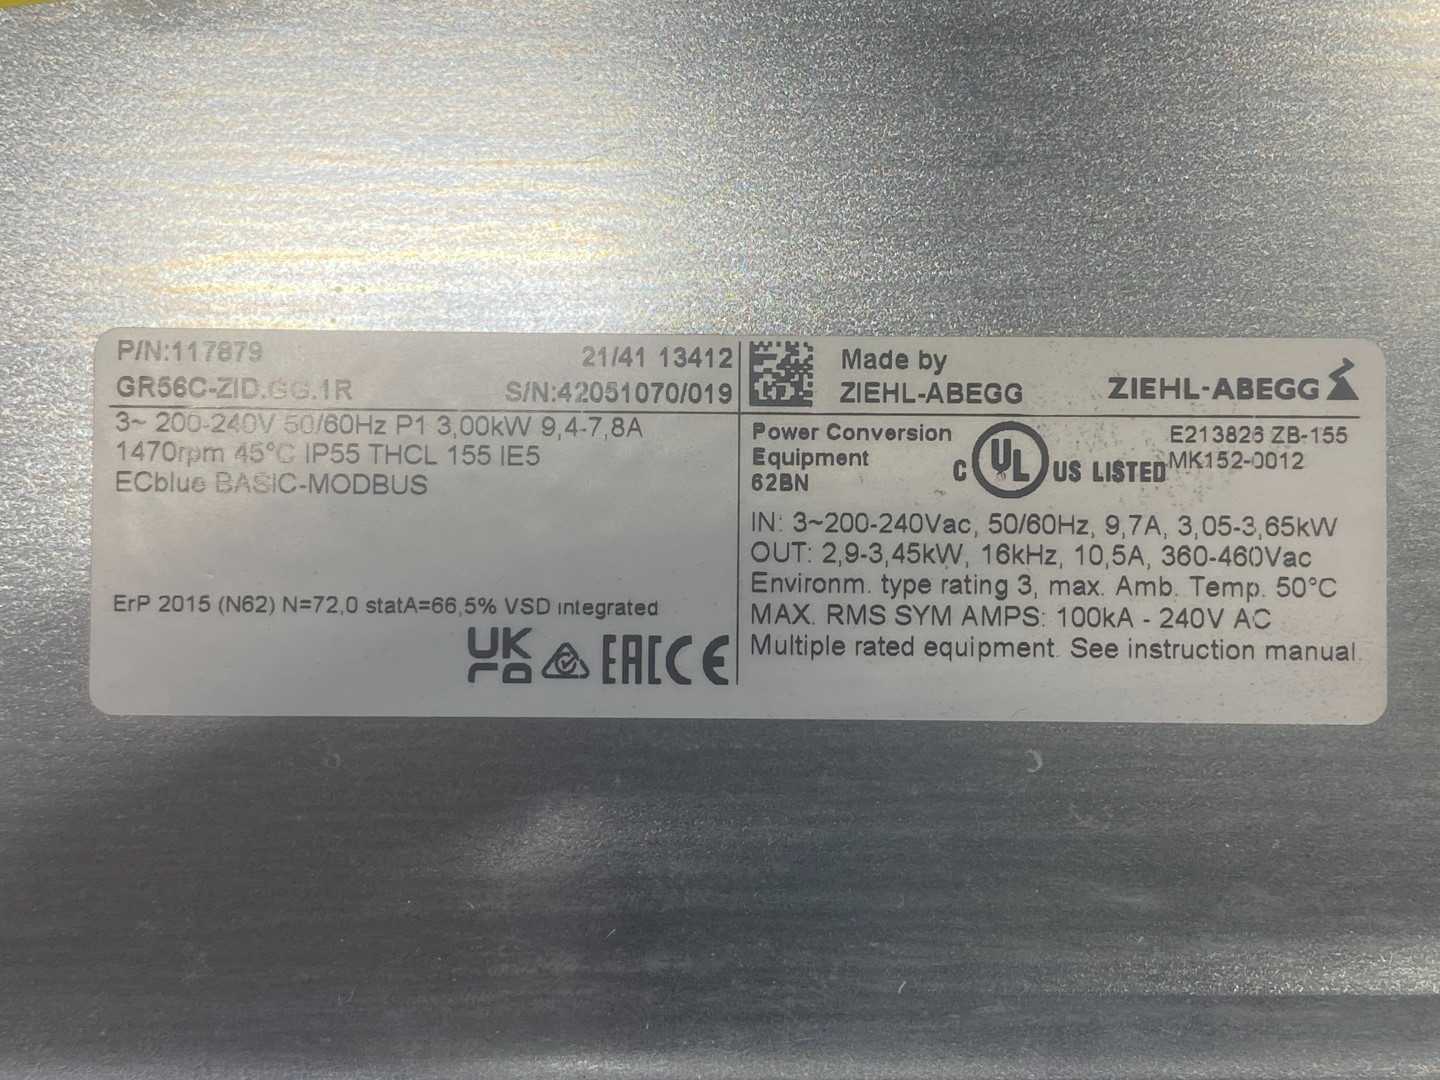 P/N:117879
21/41 13412
GR56C-ZID.GG.1R
S/N:42051070/019
3~ 200-240V 50/60Hz P1 3,00kW 9,4-7,8A
1470rpm 45°C IP55 THCL 155 IE5
ECblue BASIC-MODBUS
ErP 2015 (N62) N=72,0 statA=66,5% VSD integrated
UK
CA
EAC CE
Made by
ZIEHL-ABEGG
ZIEHL-ABEGG
Power Conversion
Equipment
62BN
C UL US LISTED
E213826 ZB-155
MK152-0012
IN: 3~200-240Vac, 50/60Hz, 9,7A, 3,05-3,65kW
OUT: 2,9-3,45kW, 16kHz, 10,5A, 360-460Vac
Environm. type rating 3, max. Amb. Temp. 50°C
MAX. RMS SYM AMPS: 100kA - 240V AC
Multiple rated equipment. See instruction manual.